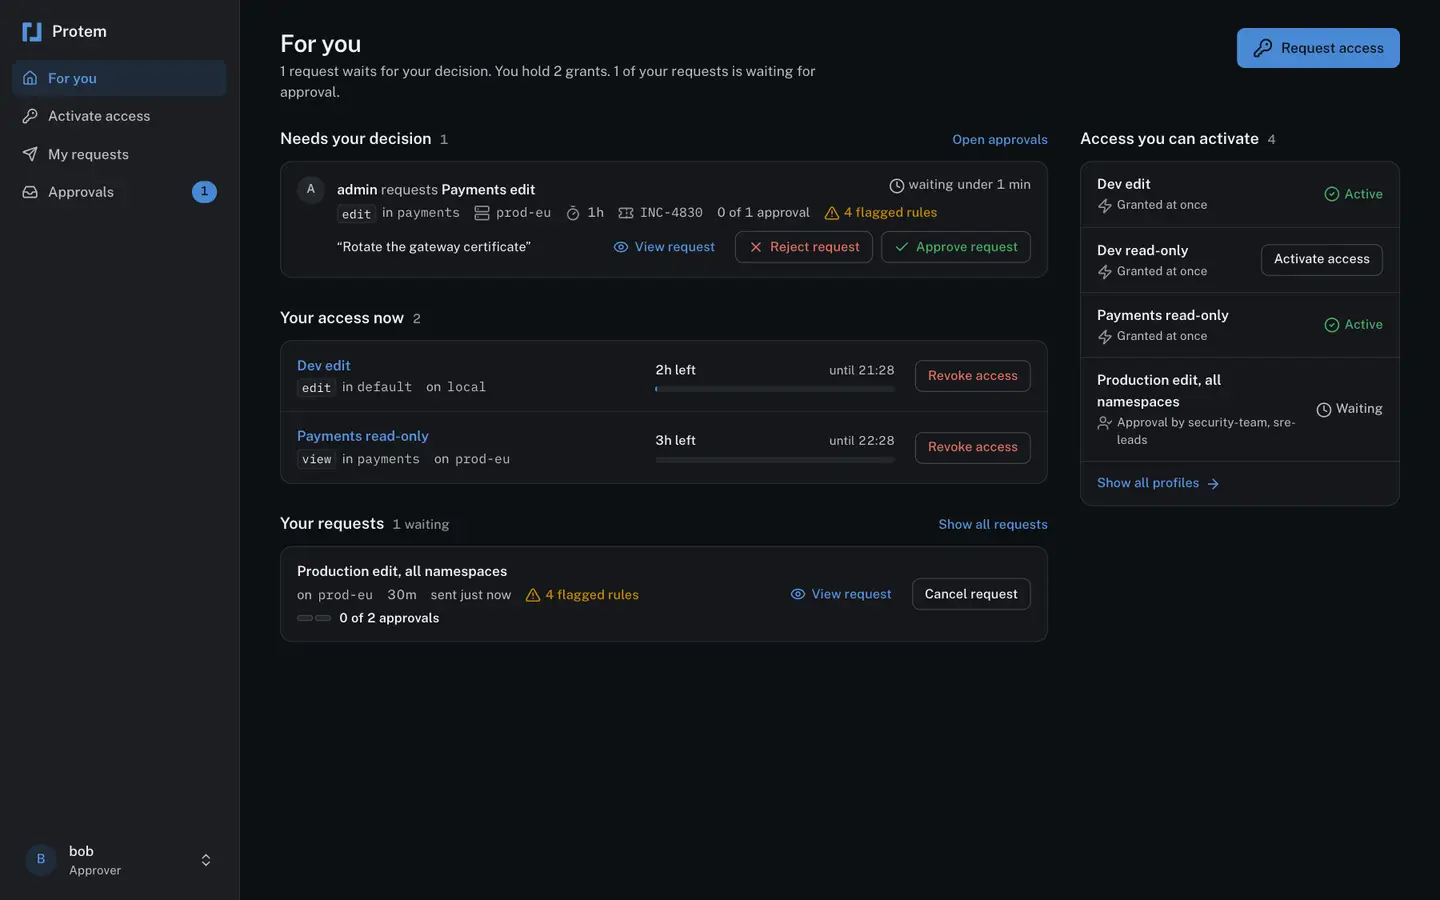 Protem
For you
Activate access
My requests
Approvals 1
B
bob
Approver
For you
1 request waits for your decision. You hold 2 grants. 1 of your requests is waiting for
approval.
Request access
Needs your decision 1
Open approvals
A
admin requests Payments edit
waiting under 1 min
edit in payments prod-eu 1h INC-4830 0 of 1 approval 4 flagged rules
“Rotate the gateway certificate”
View request
Reject request
Approve request
Your access now 2
Dev edit
edit in default on local
2h left
until 21:28
Revoke access
Payments read-only
view in payments on prod-eu
3h left
until 22:28
Revoke access
Your requests 1 waiting
Show all requests
Production edit, all namespaces
on prod-eu 30m sent just now 4 flagged rules
0 of 2 approvals
View request
Cancel request
Access you can activate 4
Dev edit
Granted at once
Active
Dev read-only
Granted at once
Activate access
Payments read-only
Granted at once
Active
Production edit, all
namespaces
Approval by security-team, sre-
leads
Waiting
Show all profiles